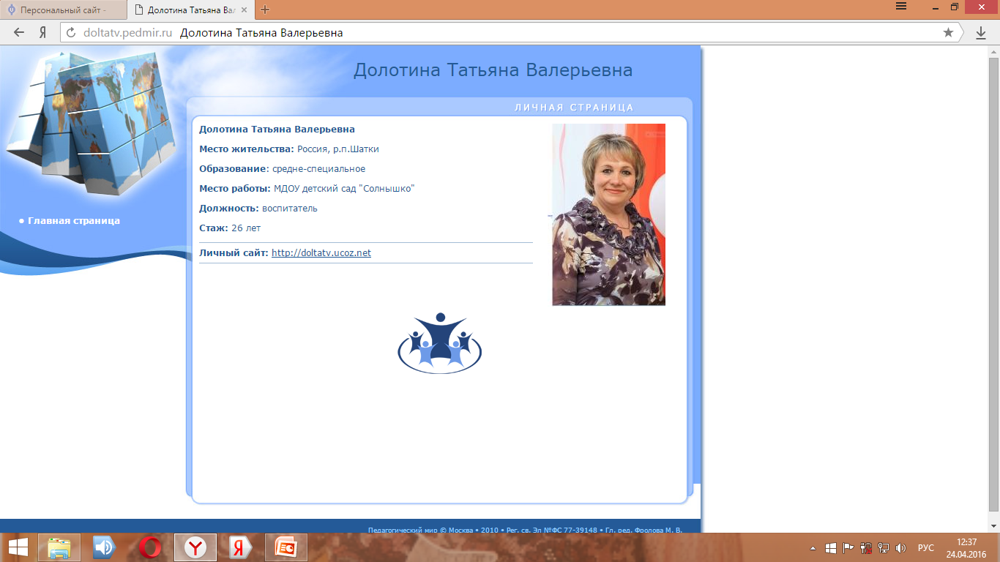 Персональный сайт -
Долотина Татьяна Вал
doltatv.pedmir.ru Долотина Татьяна Валерьевна
Долотина Татьяна Валерьевна
ЛИЧНАЯ СТРАНИЦА
Долотина Татьяна Валерьевна
Место жительства: Россия, р.п.Шатки
Образование: средне-специальное
Место работы: МДОУ детский сад "Солнышко"
Должность: воспитатель
Стаж: 26 лет
Личный сайт: http://doltatv.ucoz.net
• Главная страница
Педагогический мир © Москва • 2010 • Рег. св. Эл №ФС 77-39148 • Гл. ред. Фролова М. В.
РУС
12:37
24.04.2016